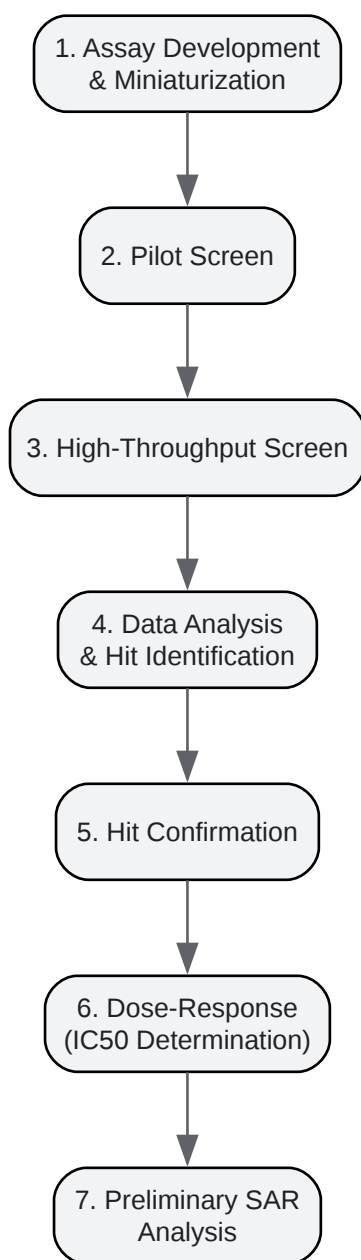 1. Assay Development
& Miniaturization
2. Pilot Screen
3. High-Throughput Screen
4. Data Analysis
& Hit Identification
5. Hit Confirmation
6. Dose-Response
(IC50 Determination)
7. Preliminary SAR
Analysis